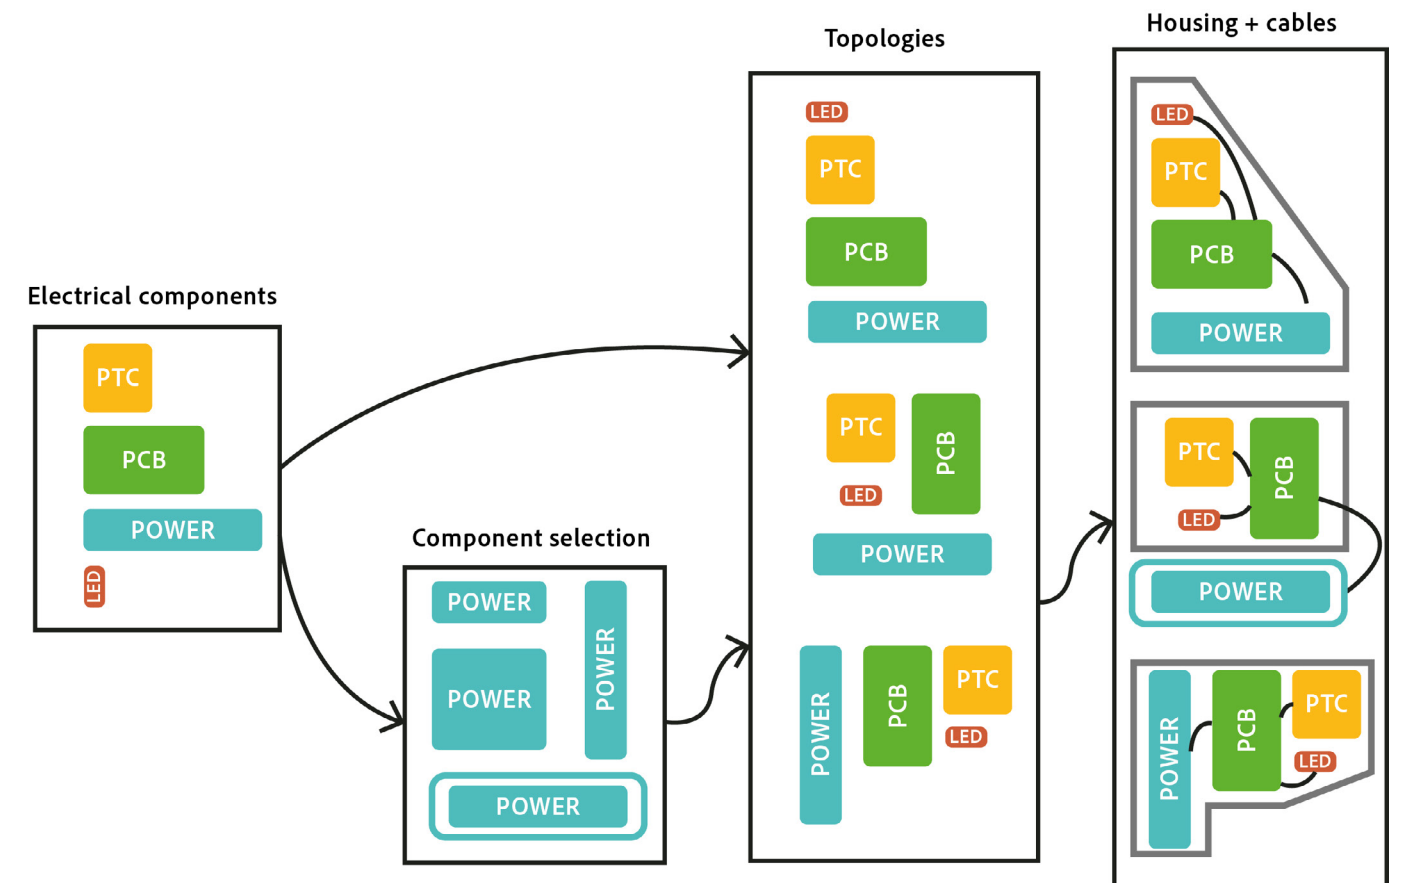 Electrical components
PTC
PCB
POWER
LED
Component selection
POWER
POWER
POWER
POWER
Topologies
LED
PTC
PCB
POWER
PTC
PCB
LED
POWER
POWER
PCB
PTC
LED
Housing + cables
LED
PTC
PCB
POWER
PTC
PCB
LED
POWER
POWER
PCB
PTC
LED